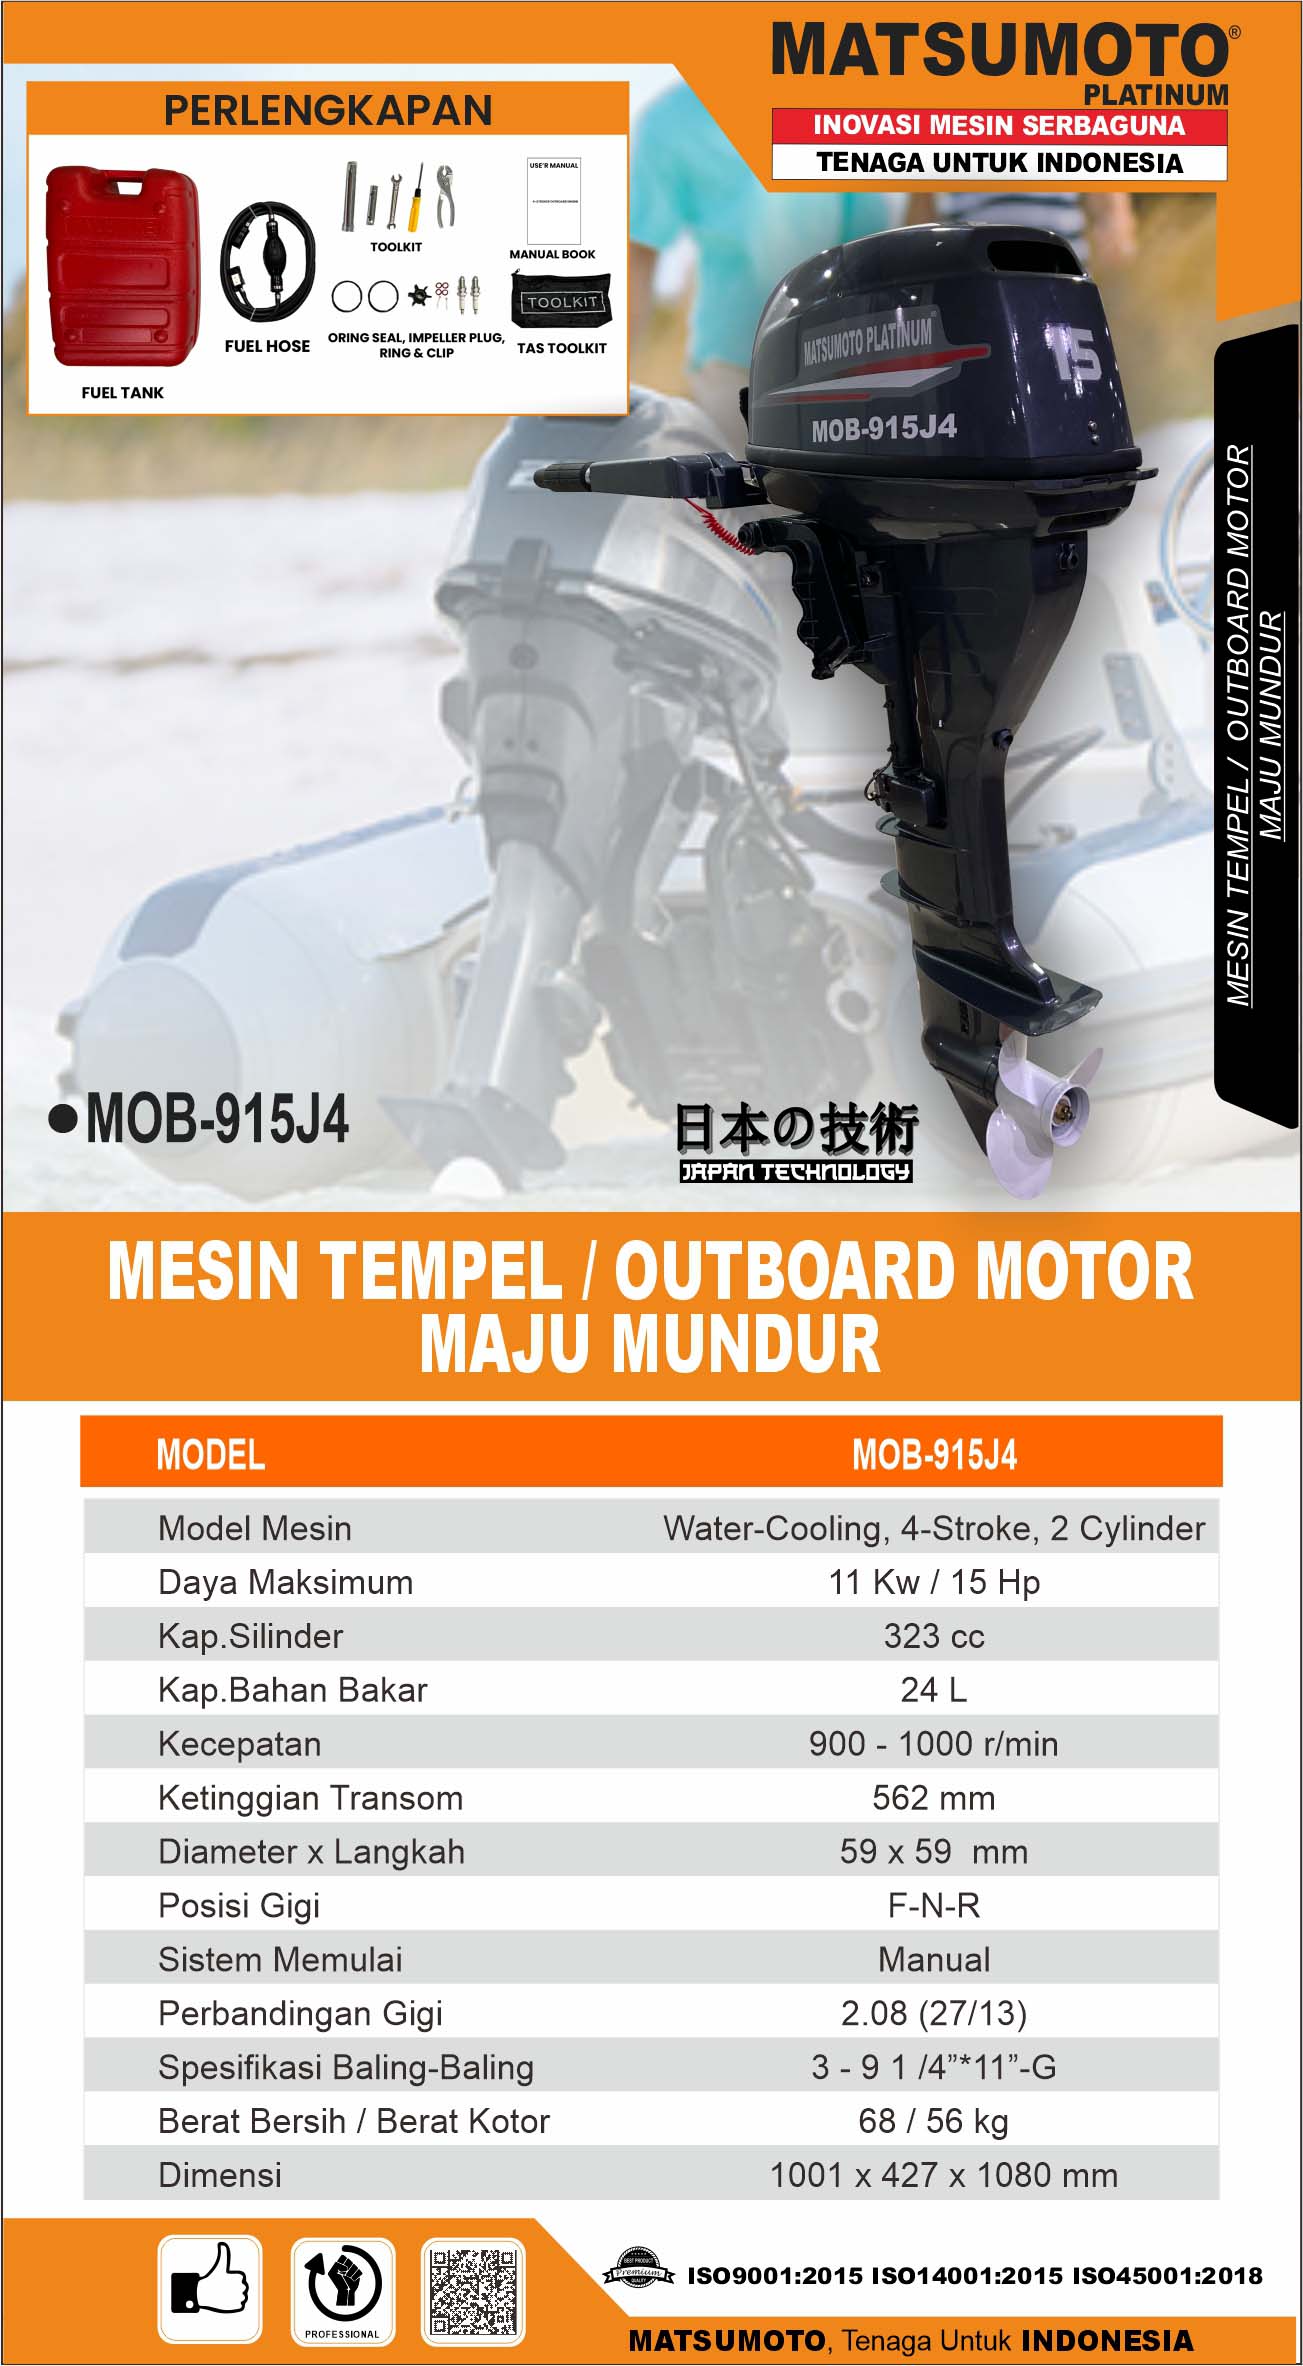 MATSUMOTO®
PLATINUM
INOVASI MESIN SERBAGUNA
TENAGA UNTUK INDONESIA
PERLENGKAPAN
FUEL TANK
FUEL HOSE
TOOLKIT
ORING SEAL, IMPELLER PLUG,
RING & CLIP
USE'R MANUAL
MANUAL BOOK
TOOLKIT
TAS TOOLKIT
MATSUMOTO PLATINUM
MOB-915J4
15
MESIN TEMPEL / OUTBOARD MOTOR
MAJU MUNDUR
•MOB-915J4
日本の技術
JAPAN TECHNOLOGY
MESIN TEMPEL / OUTBOARD MOTOR
MAJU MUNDUR
MODEL MOB-915J4
Model Mesin Water-Cooling, 4-Stroke, 2 Cylinder
Daya Maksimum 11 Kw / 15 Hp
Kap.Silinder 323 cc
Kap.Bahan Bakar 24 L
Kecepatan 900 - 1000 r/min
Ketinggian Transom 562 mm
Diameter x Langkah 59 x 59 mm
Posisi Gigi F-N-R
Sistem Memulai Manual
Perbandingan Gigi 2.08 (27/13)
Spesifikasi Baling-Baling 3 - 9 1 /4”*11”-G
Berat Bersih / Berat Kotor 68 / 56 kg
Dimensi 1001 x 427 x 1080 mm
PROFESSIONAL
BEST PRODUCT
Premium
QUALITY
ISO9001:2015 ISO14001:2015 ISO45001:2018
MATSUMOTO, Tenaga Untuk INDONESIA